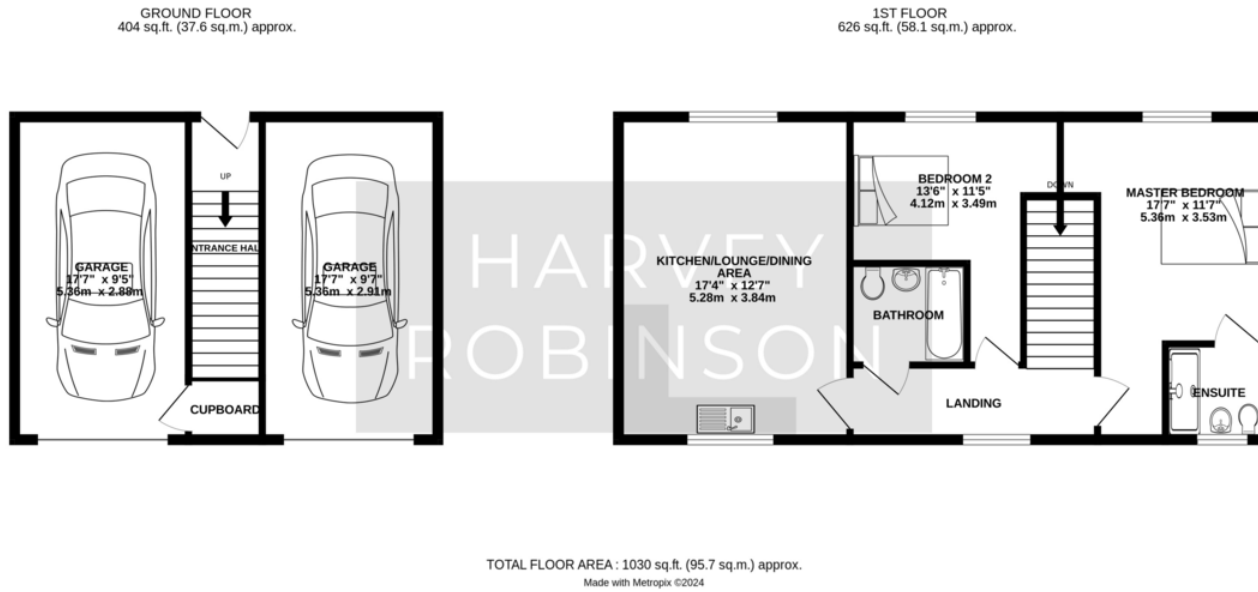 GROUND FLOOR
404 sq.ft. (37.6 sq.m.) approx.
1ST FLOOR
626 sq.ft. (58.1 sq.m.) approx.
UP
ENTRANCE HALL
GARAGE
17'7" x 9'5"
5.36m x 2.88m
GARAGE
17'7" x 9'7"
5.36m x 2.91m
CUPBOARD
HARVEY
ROBINSON
KITCHEN/LOUNGE/DINING
AREA
17'4" x 12'7"
5.28m x 3.84m
BEDROOM 2
13'6" x 11'5"
4.12m x 3.49m
DOWN
MASTER BEDROOM
17'7" x 11'7"
5.36m x 3.53m
BATHROOM
LANDING
ENSUITE
TOTAL FLOOR AREA : 1030 sq.ft. (95.7 sq.m.) approx.
Made with Metropix ©2024